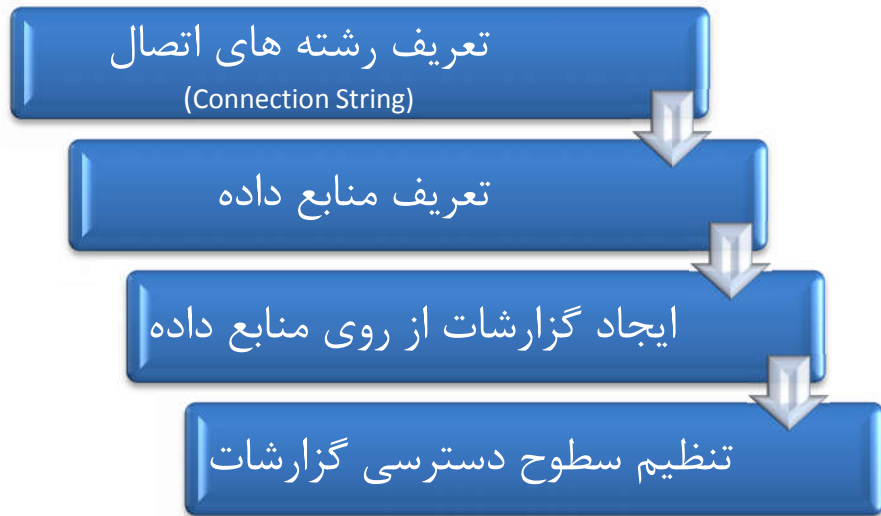 تعریف رشته های اتصال
(Connection String)
تعریف منابع داده
ایجاد گزارشات از روی منابع داده
تنظیم سطوح دسترسی گزارشات